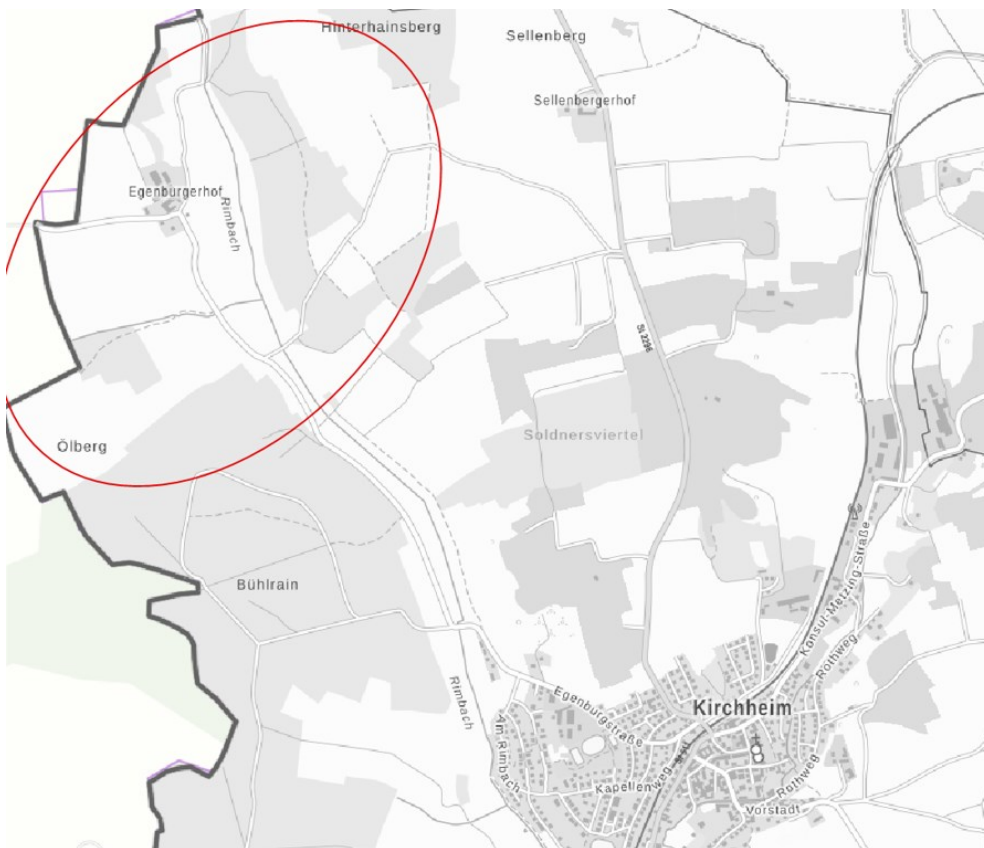 Hinterhainsberg
Sellenberg
Sellenbergerhof
Egenburgerhof
Rimbach
St 2296
Soldnersviertel
Ölberg
Bühlrain
Konsul-Metzing-Straße
Rothweg
Rimbach
Egenburgstraße
Kirchheim
Am Rimbach
Kapellenweg
Rothweg
Vorstadt